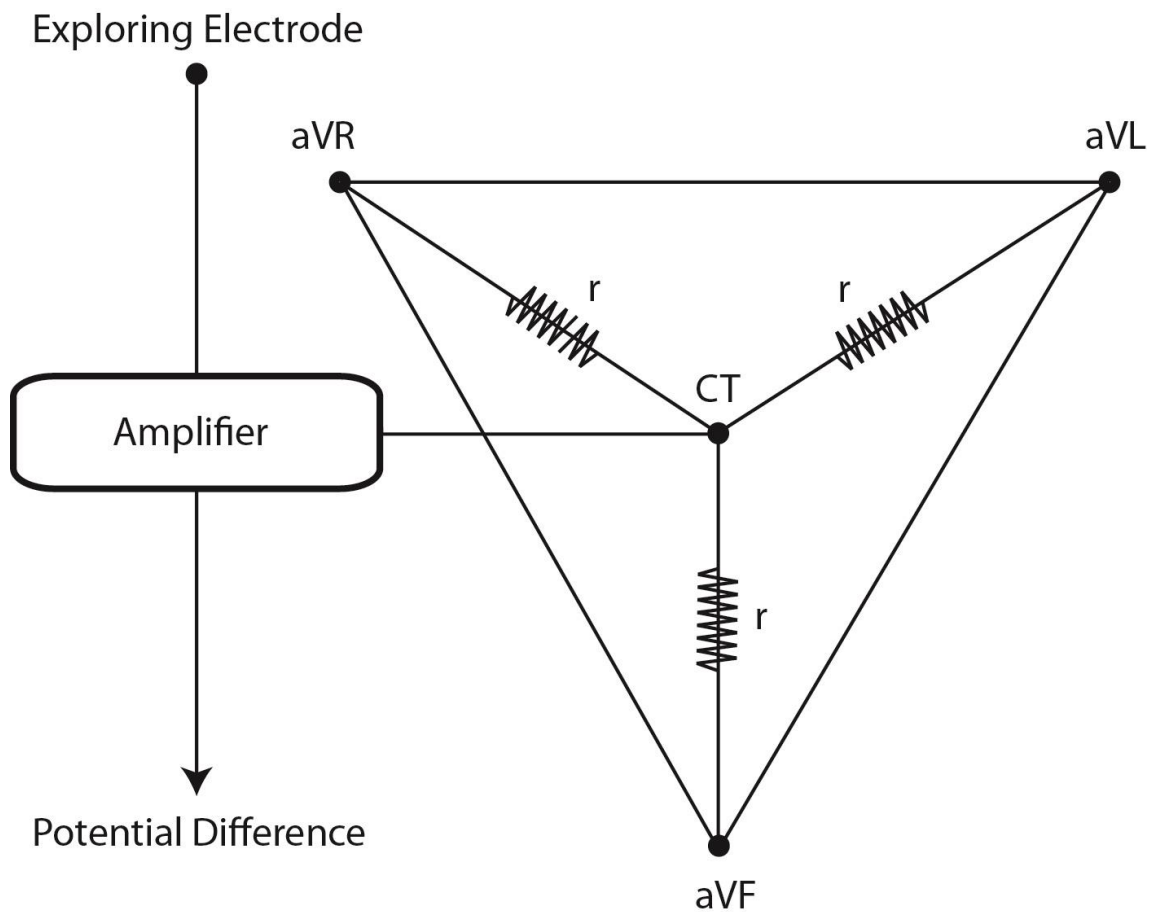 Exploring Electrode
aVR
aVL
r
r
CT
Amplifier
r
Potential Difference
aVF